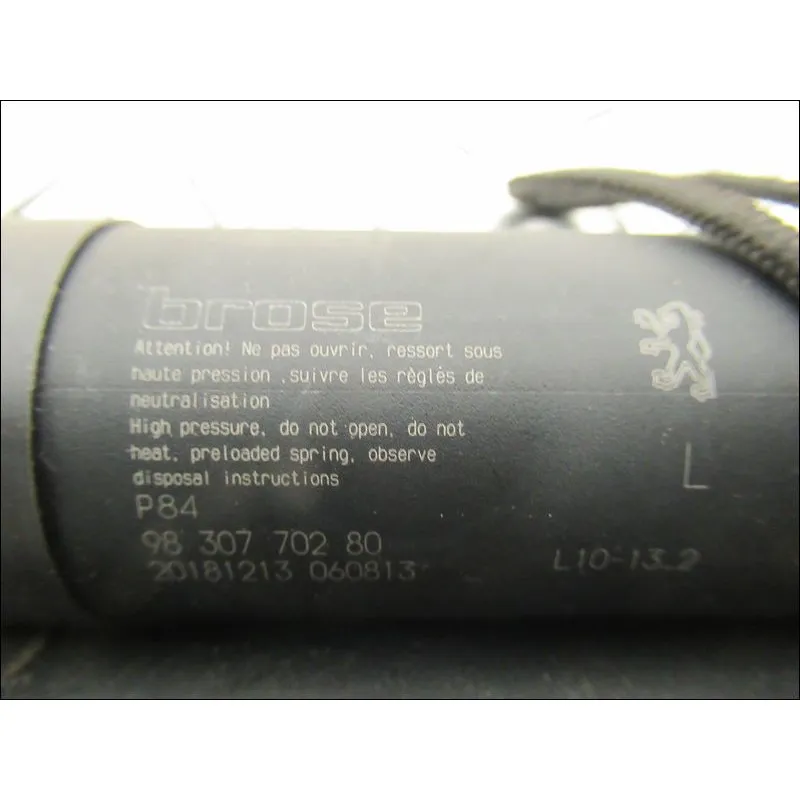 brose
Attention! Ne pas ouvrir, ressort sous
haute pression ,suivre les règlés de
neutralisation
High pressure, do not open, do not
heat, preloaded spring, observe
disposal instructions
P84
98 307 702 80
20181213 060813
L
L10-13.2